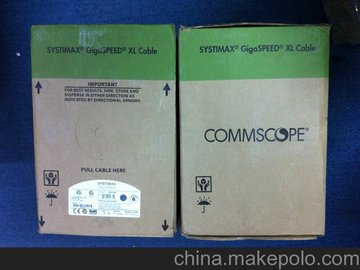 SYSTIMAX® GigaSPEED® XL Cable
IMPORTANT
FOR BEST RESULTS, SHIP, STORE AND
DISPENSE IN EITHER DIRECTION AS
INDICATED BY DIRECTIONAL ARROWS.
PULL CABLE HERE
SYSTIMAX
SYSTIMAX® GigaSPEED® XL Cable
COMMSCOPE®
china.makepolo.com